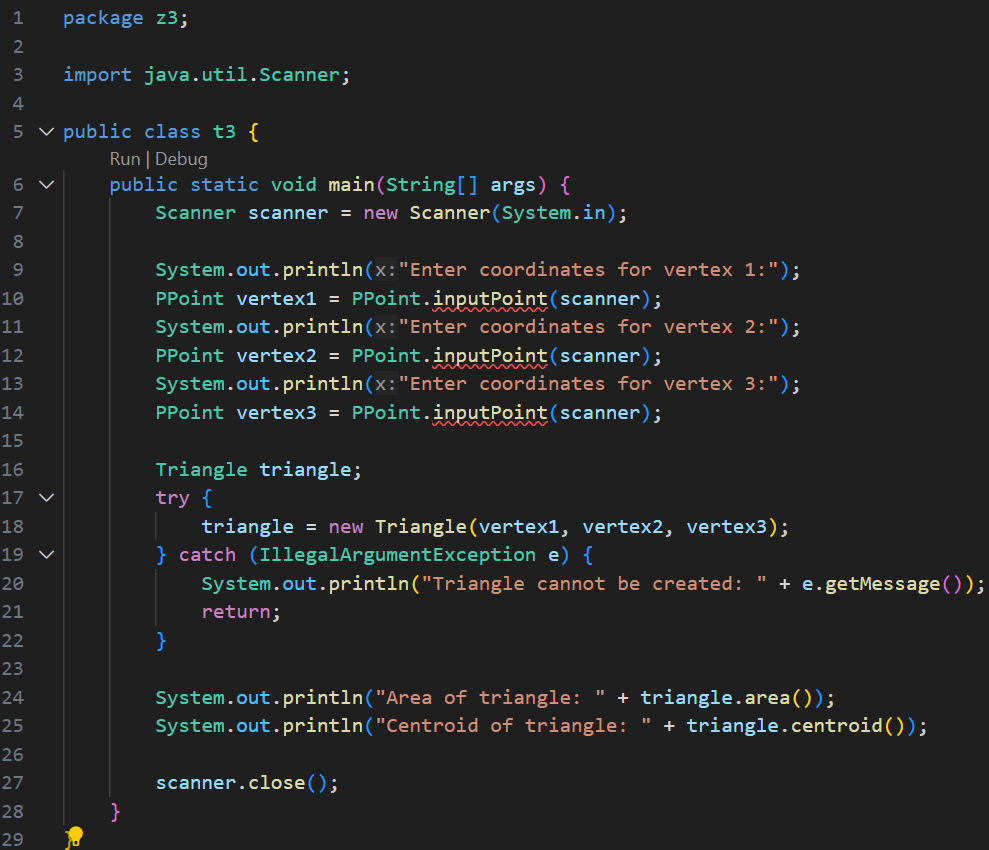 1 package z3;
2
3 import java.util.Scanner;
4
5 public class t3 {
Run | Debug
6 public static void main(String[] args) {
7 Scanner scanner = new Scanner(System.in);
8
9 System.out.println(x:"Enter coordinates for vertex 1:");
10 PPoint vertex1 = PPoint.inputPoint(scanner);
11 System.out.println(x:"Enter coordinates for vertex 2:");
12 PPoint vertex2 = PPoint.inputPoint(scanner);
13 System.out.println(x:"Enter coordinates for vertex 3:");
14 PPoint vertex3 = PPoint.inputPoint(scanner);
15
16 Triangle triangle;
17 try {
18 triangle = new Triangle(vertex1, vertex2, vertex3);
19 } catch (IllegalArgumentException e) {
20 System.out.println("Triangle cannot be created: " + e.getMessage());
21 return;
22 }
23
24 System.out.println("Area of triangle: " + triangle.area());
25 System.out.println("Centroid of triangle: " + triangle.centroid());
26
27 scanner.close();
28 }
29 }